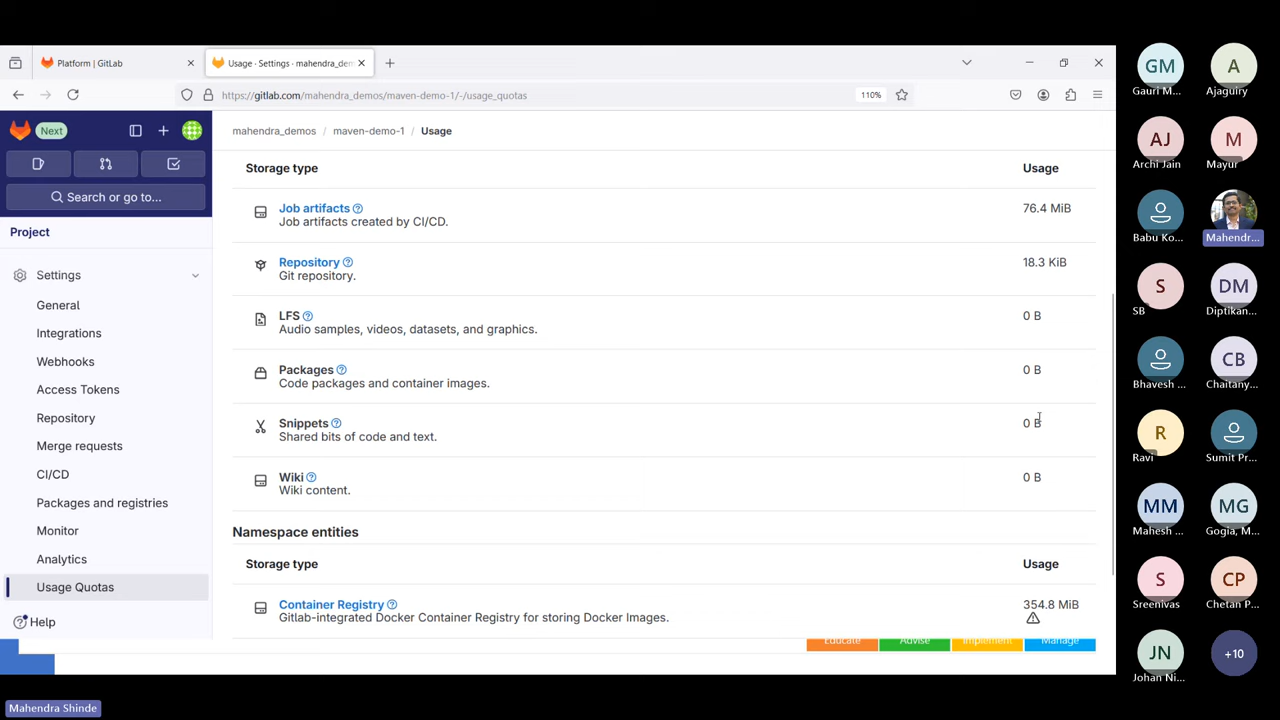 Platform | GitLab
Usage · Settings · mahendra_dem
https://gitlab.com/mahendra_demos/maven-demo-1/-/usage_quotas
110%
Next
mahendra_demos / maven-demo-1 / Usage
Search or go to...
Project
Settings
General
Integrations
Webhooks
Access Tokens
Repository
Merge requests
CI/CD
Packages and registries
Monitor
Analytics
Usage Quotas
Help
Storage type Usage
Job artifacts 76.4 MiB
Job artifacts created by CI/CD.
Repository 18.3 KiB
Git repository.
LFS 0 B
Audio samples, videos, datasets, and graphics.
Packages 0 B
Code packages and container images.
Snippets 0 B
Shared bits of code and text.
Wiki 0 B
Wiki content.
Namespace entities
Storage type Usage
Container Registry 354.8 MiB
Gitlab-integrated Docker Container Registry for storing Docker Images.
Educate Advise Implement Manage
GM A
Gauri M... Ajaguiry
AJ M
Archi Jain Mayur
Babu Ko... Mahendr...
S DM
SB Diptikan...
CB
Bhavesh ... Chaitany...
R
Ravi Sumit Pr...
MM MG
Mahesh ... Gogia, M...
S CP
Sreenivas Chetan P...
JN +10
Johan Ni...
Mahendra Shinde